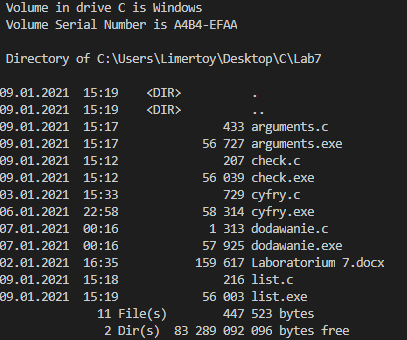 Volume in drive C is Windows
Volume Serial Number is A4B4-EFAA
Directory of C:\Users\Limertoy\Desktop\C\Lab7
09.01.2021 15:19 <DIR> .
09.01.2021 15:19 <DIR> ..
09.01.2021 15:17 433 arguments.c
09.01.2021 15:17 56 727 arguments.exe
09.01.2021 15:12 207 check.c
09.01.2021 15:12 56 039 check.exe
03.01.2021 15:33 729 cyfry.c
06.01.2021 22:58 58 314 cyfry.exe
07.01.2021 00:16 1 313 dodawanie.c
07.01.2021 00:16 57 925 dodawanie.exe
02.01.2021 16:35 159 617 Laboratorium 7.docx
09.01.2021 15:18 216 list.c
09.01.2021 15:19 56 003 list.exe
11 File(s) 447 523 bytes
2 Dir(s) 83 289 092 096 bytes free